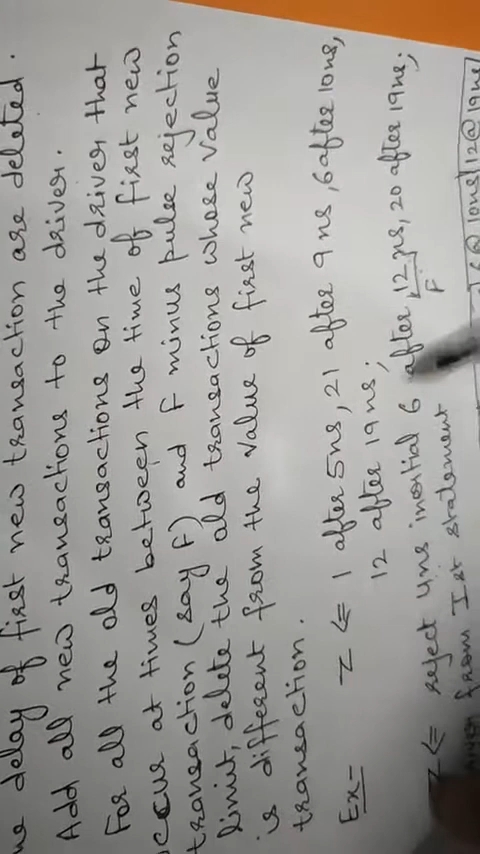 delay of first new transaction are deleted.
Add all new transactions to the driver.
For all the old transactions on the driver that
occur at times between the time of first new
transaction (say F) and F minus pulse rejection
limit, delete the old transactions whose value
is different from the value of first new
transaction.
Ex- Z <= 1 after 5ns, 21 after 9 ns, 6 after 10ns,
12 after 19ns;
Z <= reject 4ns inertial 6 after 12 ns, 20 after 19ns;
F
from Ist statement
6@ 10ns 12@19ns